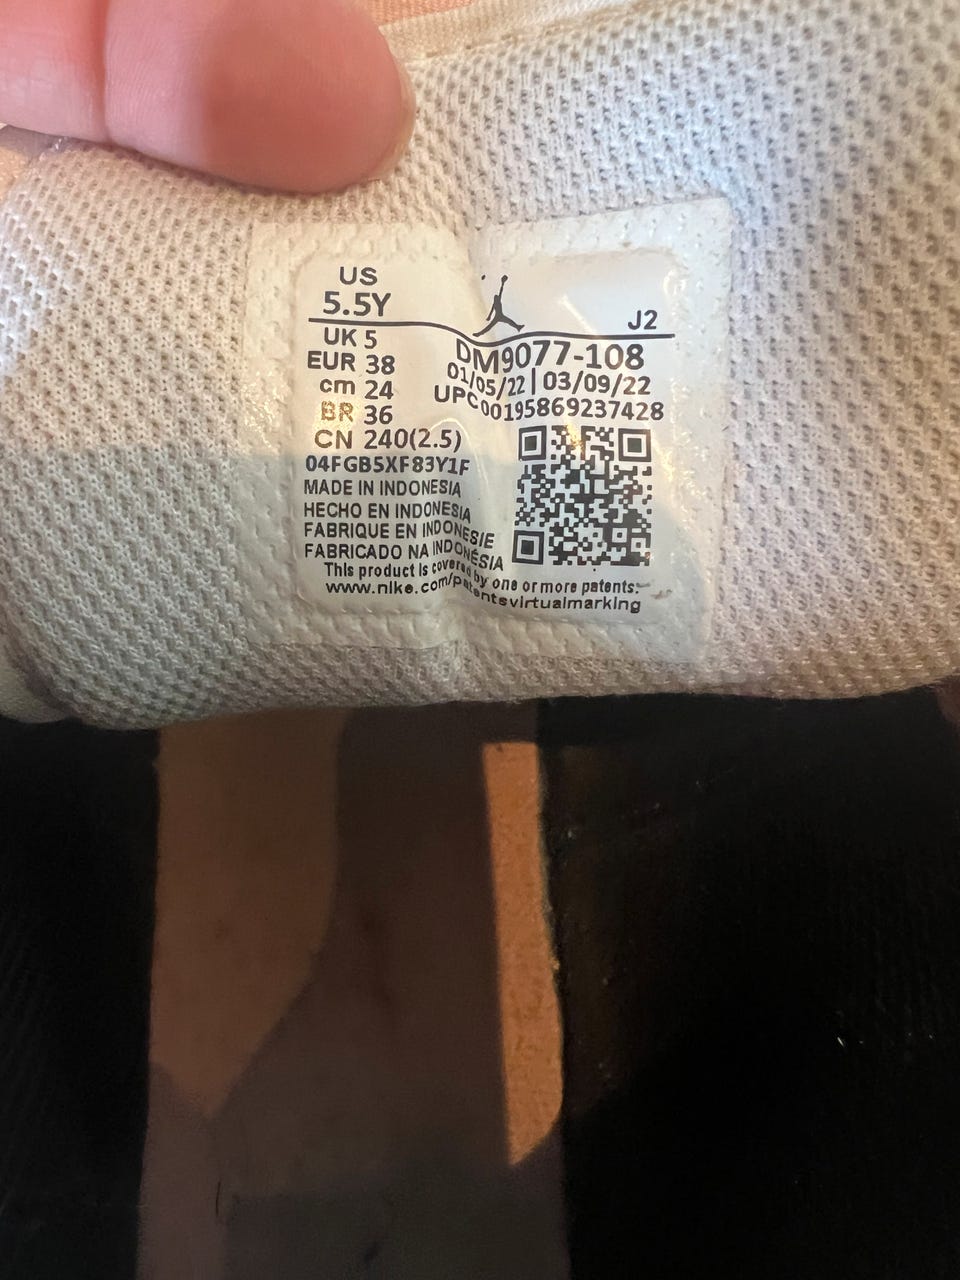 US
5.5Y
J2
UK 5
EUR 38
cm 24
BR 36
CN 240(2.5)
DM9077-108
01/05/22 | 03/09/22
UPC00195869237428
04FGB5XF83Y1F
MADE IN INDONESIA
HECHO EN INDONESIA
FABRIQUE EN INDONESIE
FABRICADO NA INDONÉSIA
This product is covered by one or more patents:
www.nike.com/patentsvirtualmarking